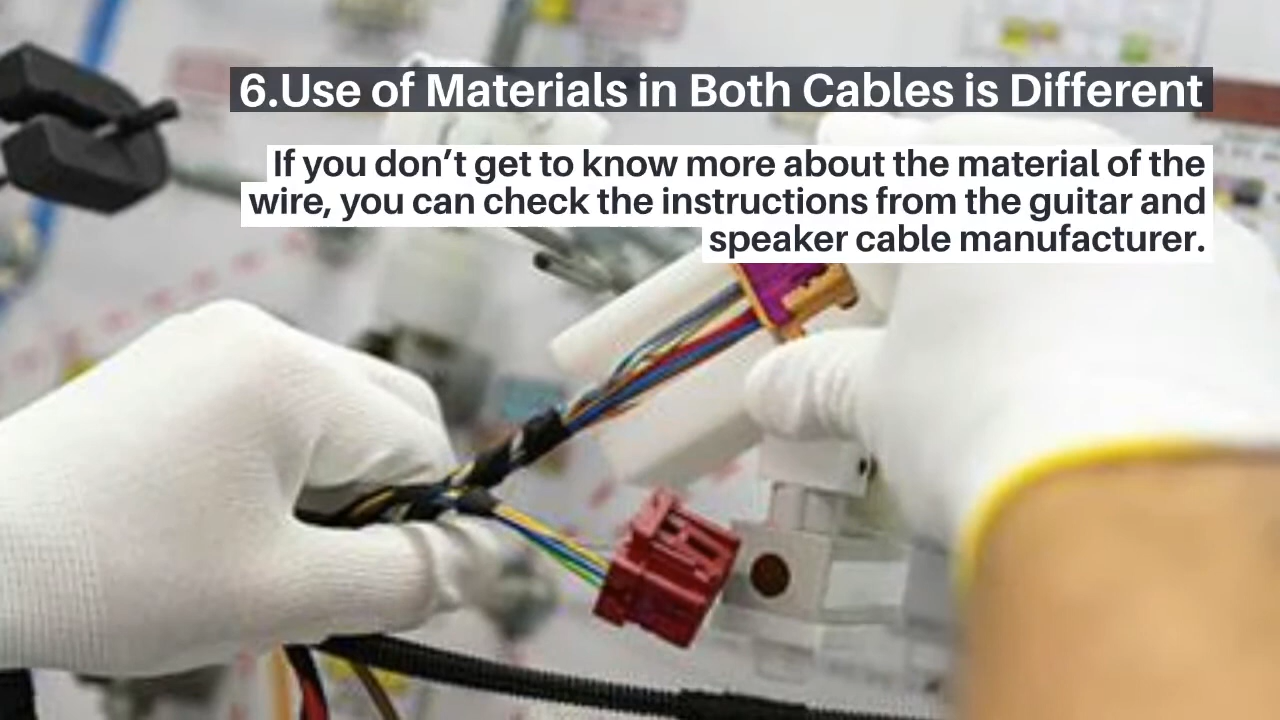 6.Use of Materials in Both Cables is Different
If you don’t get to know more about the material of the
wire, you can check the instructions from the guitar and
speaker cable manufacturer.